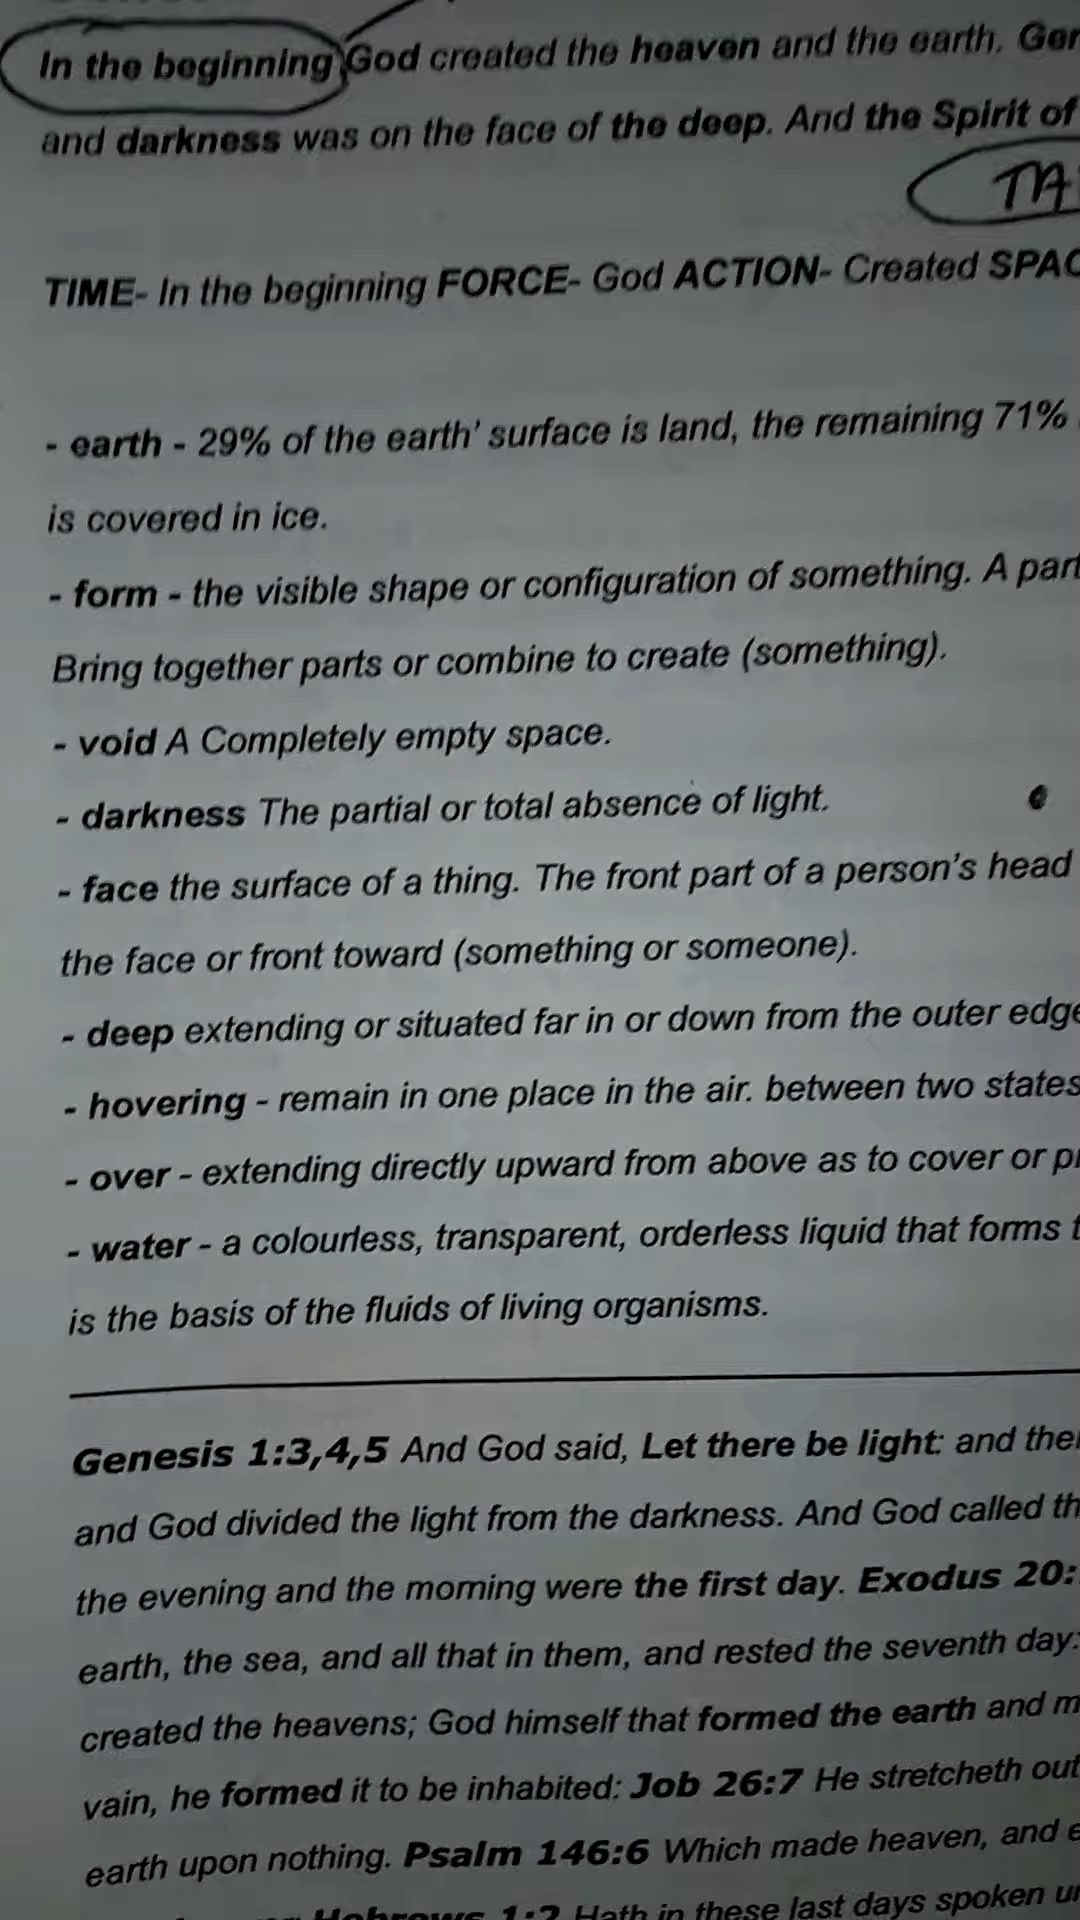 In the beginning God created the heaven and the earth. Gen
and darkness was on the face of the deep. And the Spirit of
TIME- In the beginning FORCE- God ACTION- Created SPAC
- earth - 29% of the earth' surface is land, the remaining 71%
is covered in ice.
- form - the visible shape or configuration of something. A part
Bring together parts or combine to create (something).
- void A Completely empty space.
- darkness The partial or total absence of light.
- face the surface of a thing. The front part of a person's head
the face or front toward (something or someone).
- deep extending or situated far in or down from the outer edge
- hovering - remain in one place in the air. between two states
- over - extending directly upward from above as to cover or
- water - a colourless, transparent, orderless liquid that forms
is the basis of the fluids of living organisms.
Genesis 1:3,4,5 And God said, Let there be light: and
and God divided the light from the darkness. And God called
the evening and the morning were the first day. Exodus 20:
earth, the sea, and all that in them, and rested the seventh day:
created the heavens; God himself that formed the earth and
vain, he formed it to be inhabited: Job 26:7 He stretcheth out
earth upon nothing. Psalm 146:6 Which made heaven, and
Hebrews 1:2 Hath in these last days spoken